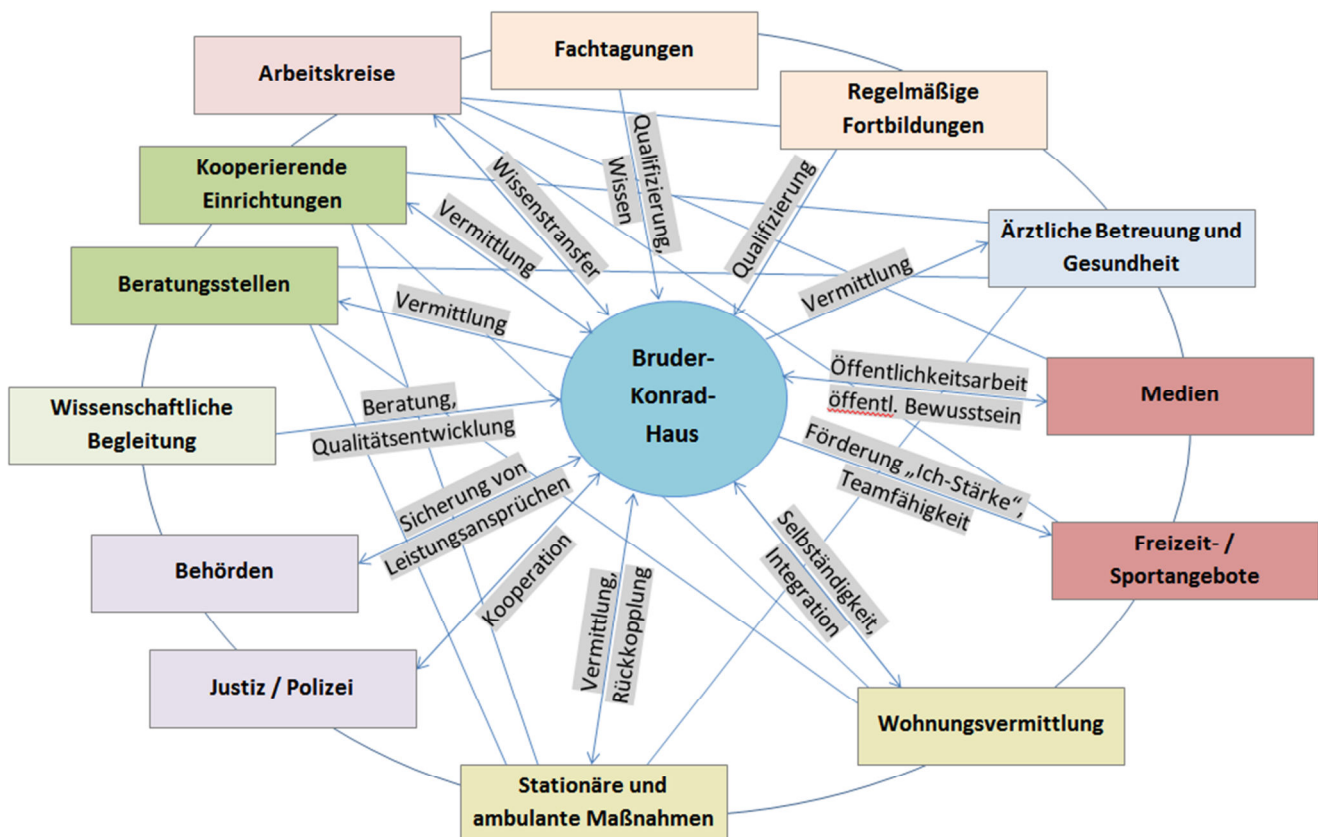 Fachtagungen
Arbeitskreise
Regelmäßige
Fortbildungen
Kooperierende
Einrichtungen
Qualifizierung,
Wissen
Wissenstransfer
Qualifizierung
Vermittlung
Ärztliche Betreuung und
Gesundheit
Beratungsstellen
Vermittlung
Vermittlung
Bruder-
Konrad-
Haus
Öffentlichkeitsarbeit
öffentl. Bewusstsein
Medien
Wissenschaftliche
Begleitung
Beratung,
Qualitätsentwicklung
Förderung „Ich-Stärke“,
Teamfähigkeit
Sicherung von
Leistungsansprüchen
Freizeit- /
Sportangebote
Behörden
Kooperation
Vermittlung,
Rückkopplung
Selbständigkeit,
Integration
Justiz / Polizei
Wohnungsvermittlung
Stationäre und
ambulante Maßnahmen